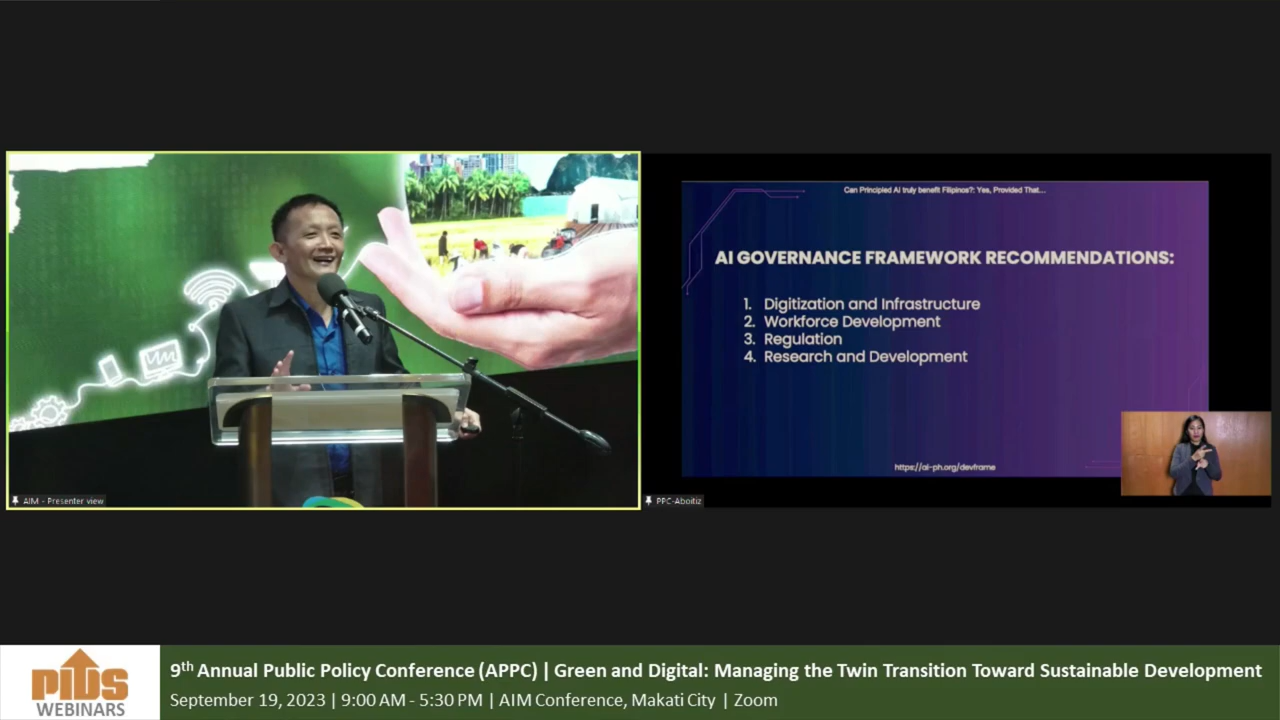 Can Principled AI truly benefit Filipinos?: Yes, Provided That...
AI GOVERNANCE FRAMEWORK RECOMMENDATIONS:
1. Digitization and Infrastructure
2. Workforce Development
3. Regulation
4. Research and Development
https://ai-ph.org/devframe
AIM - Presenter view
PPC-Aboitiz
PIDS
WEBINARS
9th Annual Public Policy Conference (APPC) | Green and Digital: Managing the Twin Transition Toward Sustainable Development
September 19, 2023 | 9:00 AM - 5:30 PM | AIM Conference, Makati City | Zoom